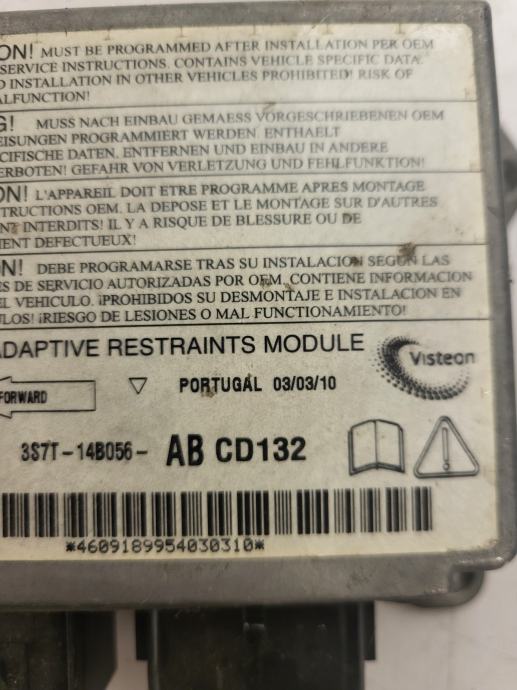 ON! MUST BE PROGRAMMED AFTER INSTALLATION PER OEM
SERVICE INSTRUCTIONS. CONTAINS VEHICLE SPECIFIC DATA.
D INSTALLATION IN OTHER VEHICLES PROHIBITED! RISK OF
ALFUNCTION!
G! MUSS NACH EINBAU GEMAESS VORGESCHRIEBENEN OEM
EISUNGEN PROGRAMMIERT WERDEN. ENTHAELT
CIFISCHE DATEN. ENTFERNEN UND EINBAU IN ANDERE
ERBOTEN! GEFAHR VON VERLETZUNG UND FEHLFUNKTION!
ON! L'APPAREIL DOIT ETRE PROGRAMME APRES MONTAGE
STRUCTIONS OEM. LA DEPOSE ET LE MONTAGE SUR D'AUTRES
NT INTERDITS! IL Y A RISQUE DE BLESSURE OU DE
MENT DEFECTUEUX!
ON! DEBE PROGRAMARSE TRAS SU INSTALACION SEGUN LAS
ES DE SERVICIO AUTORIZADAS POR OEM. CONTIENE INFORMACION
EL VEHICULO. ¡PROHIBIDOS SU DESMONTAJE E INSTALACION EN
ULOS! ¡RIESGO DE LESIONES O MAL FUNCIONAMIENTO!
ADAPTIVE RESTRAINTS MODULE
Visteon
FORWARD
PORTUGAL 03/03/10
3S7T-14B056- AB CD132
*4609189954030310*